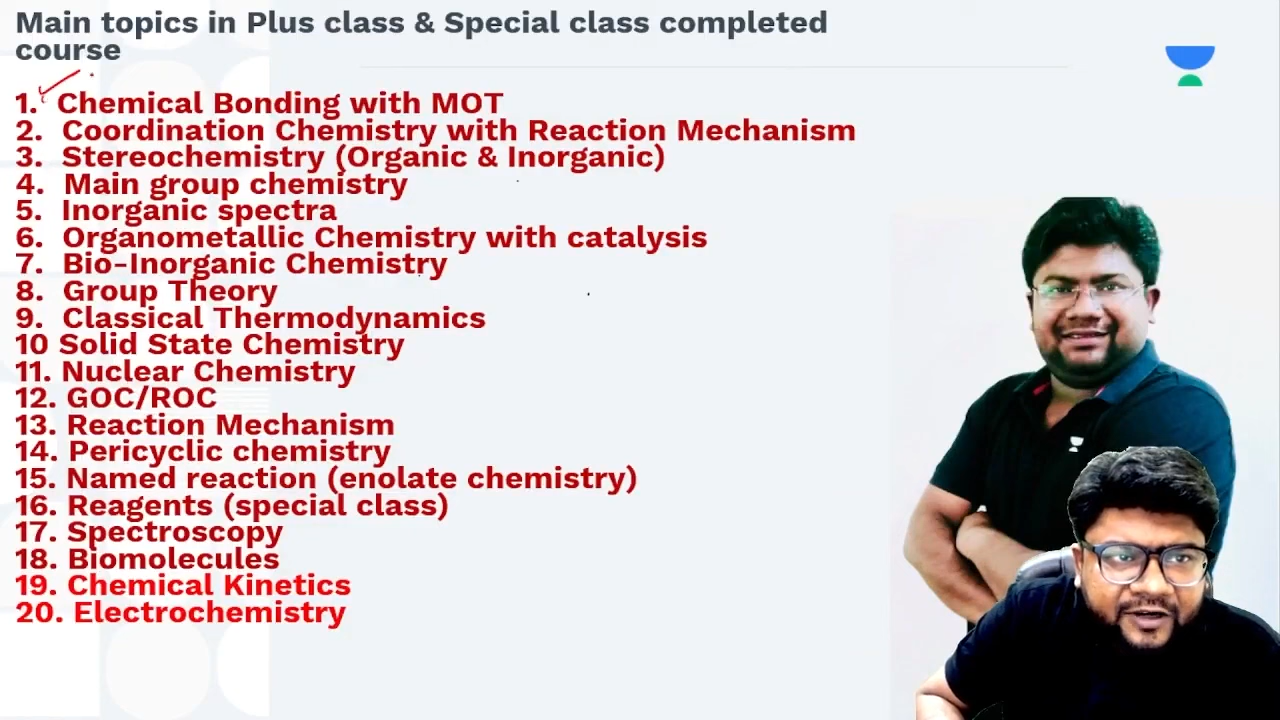 Main topics in Plus class & Special class completed
course
1. Chemical Bonding with MOT
2. Coordination Chemistry with Reaction Mechanism
3. Stereochemistry (Organic & Inorganic)
4. Main group chemistry
5. Inorganic spectra
6. Organometallic Chemistry with catalysis
7. Bio-Inorganic Chemistry
8. Group Theory
9. Classical Thermodynamics
10 Solid State Chemistry
11. Nuclear Chemistry
12. GOC/ROC
13. Reaction Mechanism
14. Pericyclic chemistry
15. Named reaction (enolate chemistry)
16. Reagents (special class)
17. Spectroscopy
18. Biomolecules
19. Chemical Kinetics
20. Electrochemistry